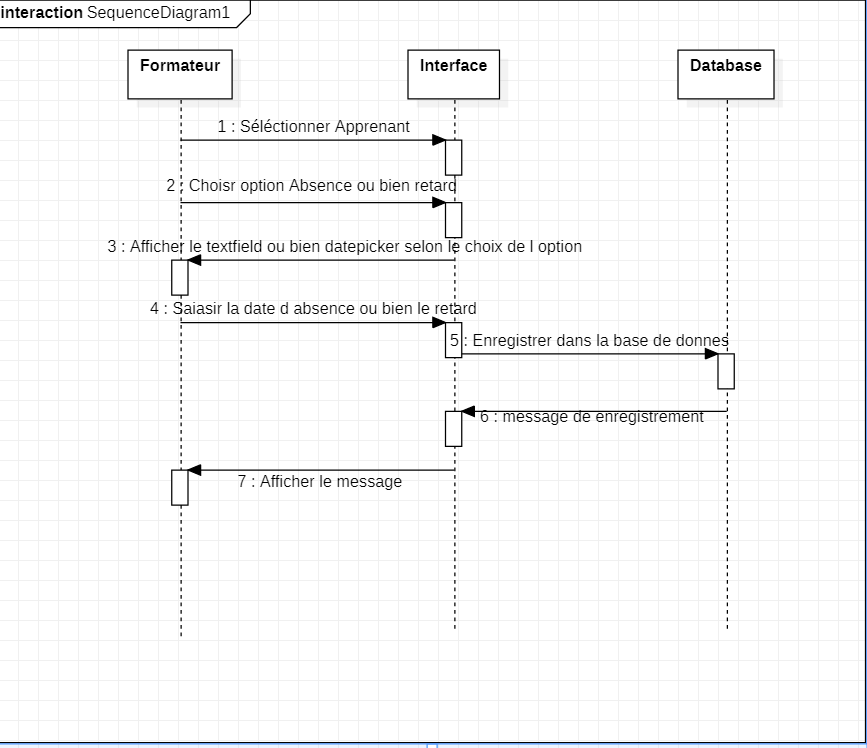 interaction SequenceDiagram1
Formateur
Interface
Database
1 : Séléctionner Apprenant
2 : Choisr option Absence ou bien retard
3 : Afficher le textfield ou bien datepicker selon le choix de l option
4 : Saiasir la date d absence ou bien le retard
5 : Enregistrer dans la base de donnes
6 : message de enregistrement
7 : Afficher le message